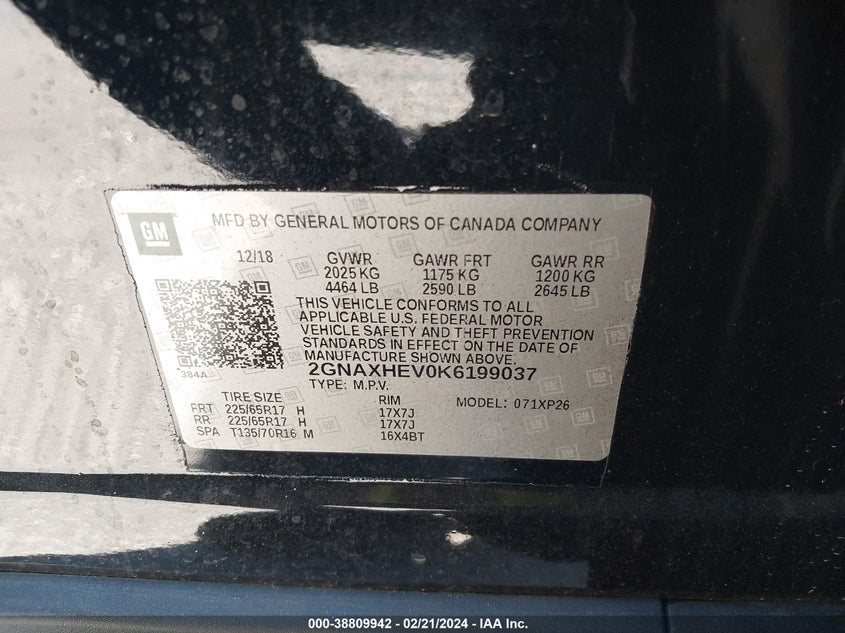 GM
MFD BY GENERAL MOTORS OF CANADA COMPANY
12/18 GVWR GAWR FRT GAWR RR
2025 KG 1175 KG 1200 KG
4464 LB 2590 LB 2645 LB
THIS VEHICLE CONFORMS TO ALL
APPLICABLE U.S. FEDERAL MOTOR
VEHICLE SAFETY AND THEFT PREVENTION
STANDARDS IN EFFECT ON THE DATE OF
MANUFACTURE SHOWN ABOVE.
384A
2GNAXHEV0K6199037
TYPE: M.P.V.
TIRE SIZE RIM MODEL: 071XP26
FRT 225/65R17 H 17X7J
RR 225/65R17 H 17X7J
SPA T135/70R16 M 16X4BT
000-38809942 - 02/21/2024 - IAA Inc.